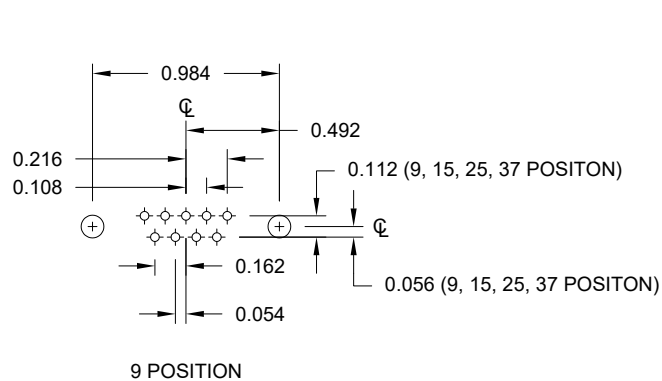 0.984
℄
0.492
0.216
0.112 (9, 15, 25, 37 POSITON)
0.108
℄
0.162
0.056 (9, 15, 25, 37 POSITON)
0.054
9 POSITION